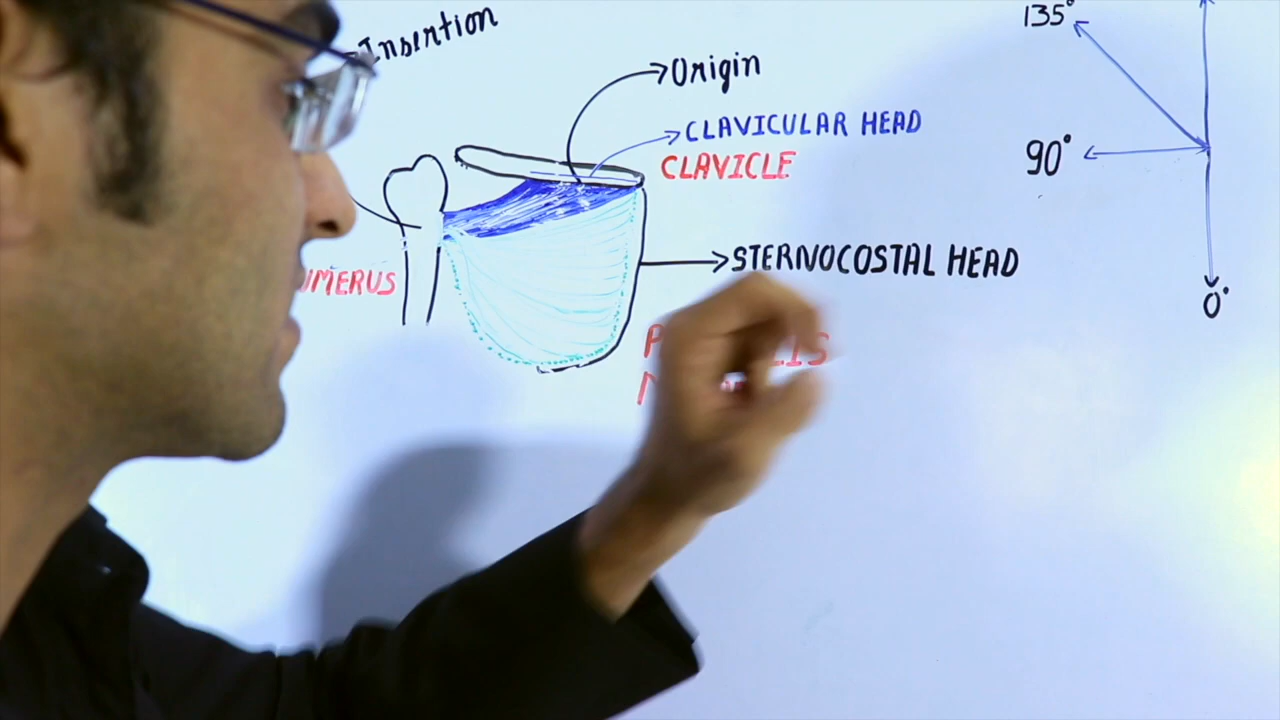 Insertion
Origin
CLAVICULAR HEAD
CLAVICLE
STERNOCOSTAL HEAD
135°
90°
0°